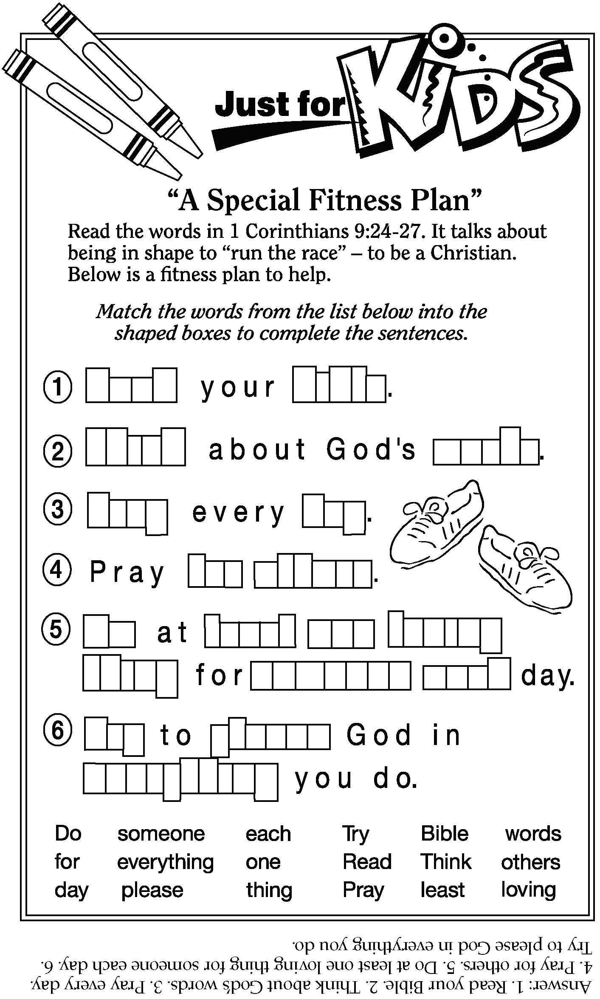 Just for KiDS
“A Special Fitness Plan”
Read the words in 1 Corinthians 9:24-27. It talks about
being in shape to “run the race” – to be a Christian.
Below is a fitness plan to help.
Match the words from the list below into the
shaped boxes to complete the sentences.
1 your .
2 about God's .
3 every .
4 Pray .
5 at
for day.
6 to God in
you do.
Do someone each Try Bible words
for everything one Read Think others
day please thing Pray least loving
Answer: 1. Read your Bible. 2. Think about God's words. 3. Pray every day.
4. Pray for others. 5. Do at least one loving thing for someone each day. 6.
Try to please God in everything you do.